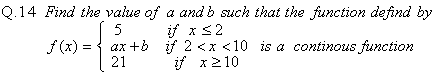 Q.14 Find the value of a and b such that the function defind by
5 if x ≤ 2
f (x) = { ax + b if 2 < x < 10 is a continous function
21 if x ≥ 10